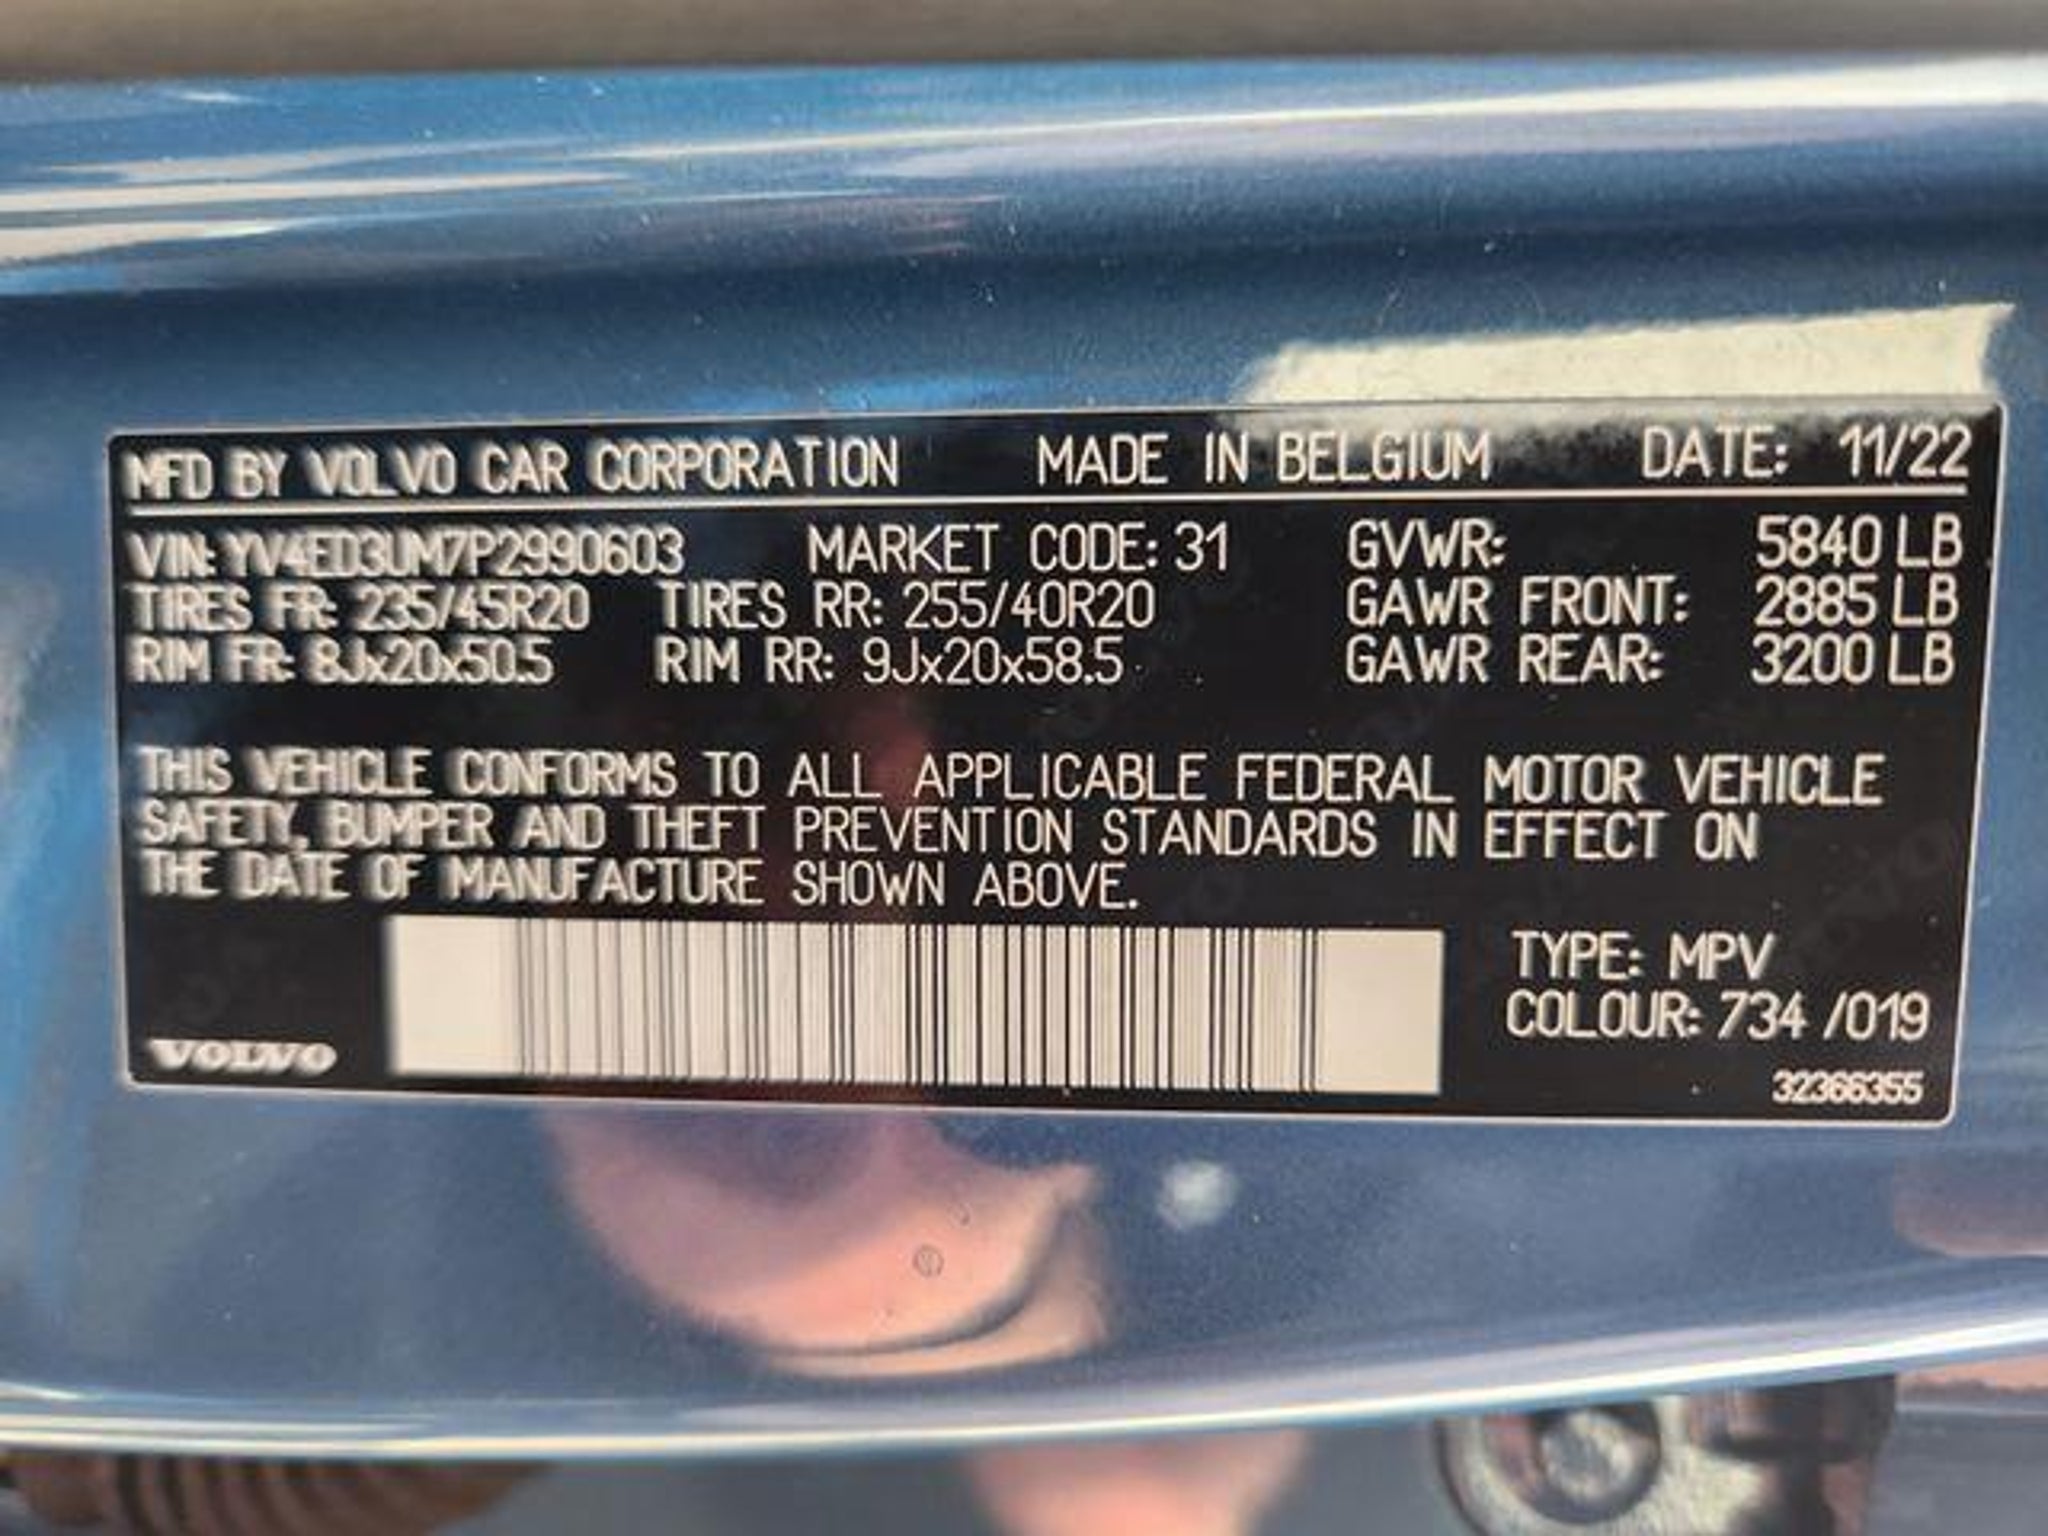 MFD BY VOLVO CAR CORPORATION MADE IN BELGIUM DATE: 11/22
VIN: YV4ED3UM7P2990603 MARKET CODE: 31 GVWR: 5840 LB
TIRES FR: 235/45R20 TIRES RR: 255/40R20 GAWR FRONT: 2885 LB
RIM FR: 8Jx20x50.5 RIM RR: 9Jx20x58.5 GAWR REAR: 3200 LB
THIS VEHICLE CONFORMS TO ALL APPLICABLE FEDERAL MOTOR VEHICLE
SAFETY, BUMPER AND THEFT PREVENTION STANDARDS IN EFFECT ON
THE DATE OF MANUFACTURE SHOWN ABOVE.
TYPE: MPV
COLOUR: 734 /019
VOLVO
32366355